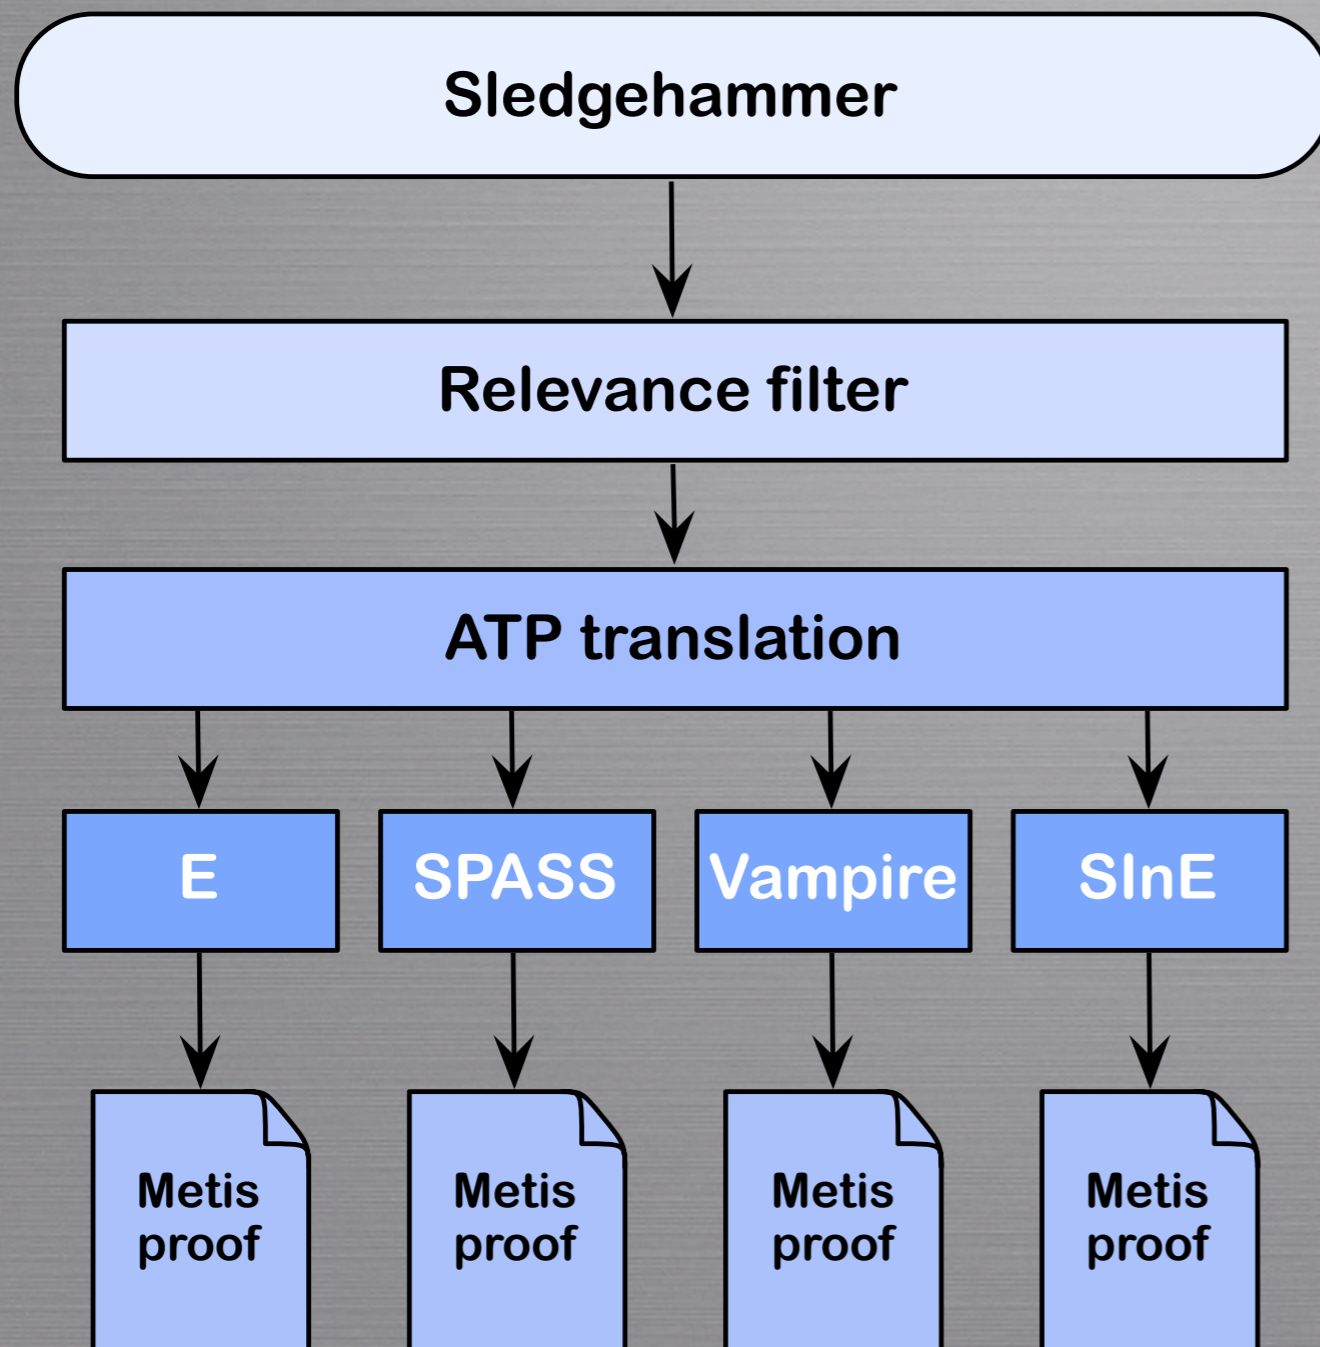 Sledgehammer
Relevance filter
ATP translation
E
SPASS
Vampire
SInE
Metis
proof
Metis
proof
Metis
proof
Metis
proof